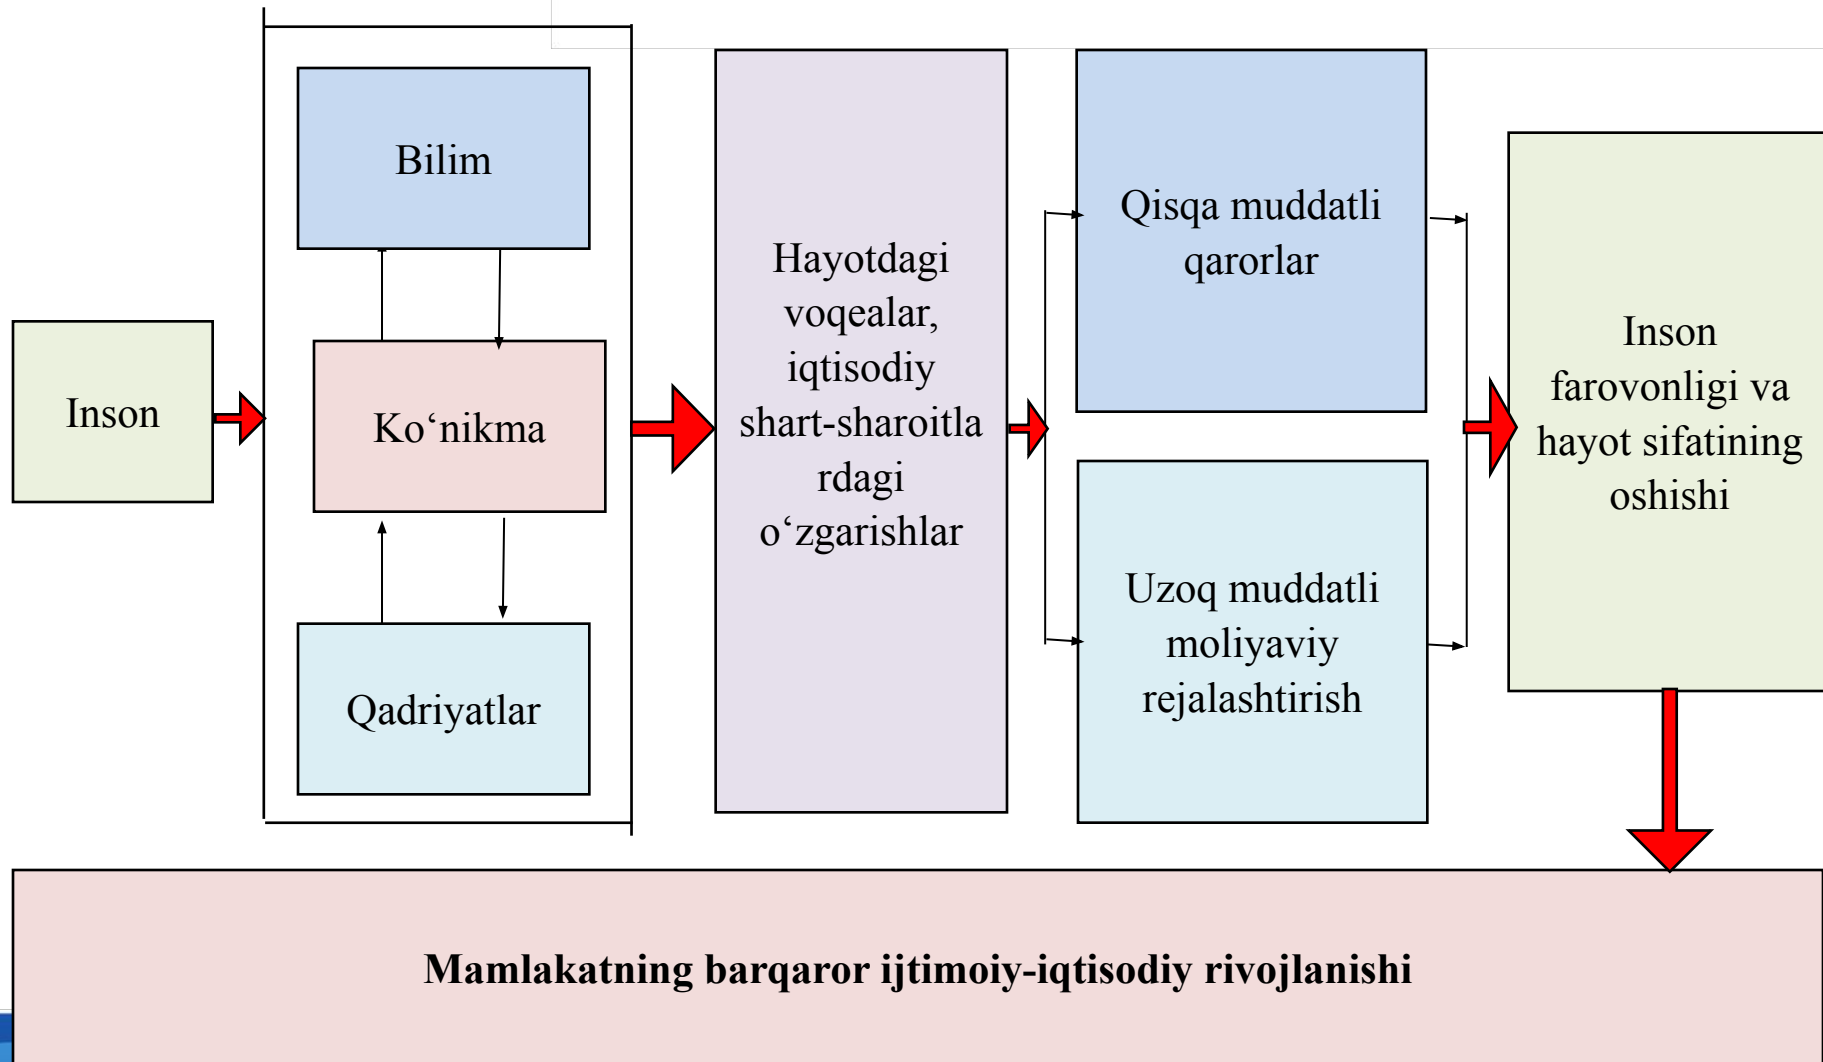 Bilim
Inson
Ko‘nikma
Qadriyatlar
Hayotdagi
voqealar,
iqtisodiy
shart-sharoitla
rdagi
o‘zgarishlar
Qisqa muddatli
qarorlar
Uzoq muddatli
moliyaviy
rejalashtirish
Inson
farovonligi va
hayot sifatining
oshishi
Mamlakatning barqaror ijtimoiy-iqtisodiy rivojlanishi